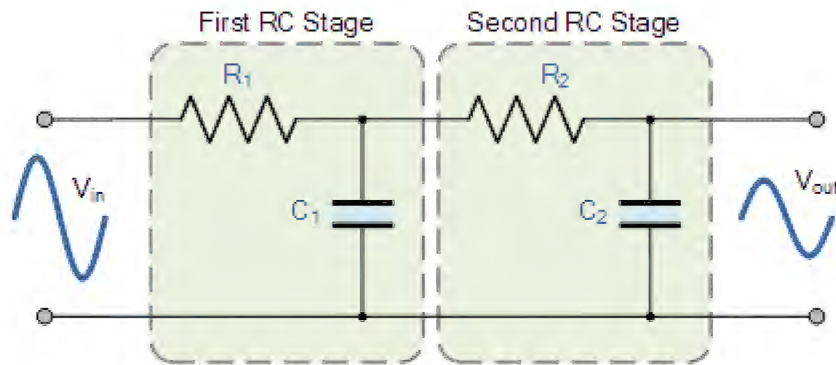 First RC Stage
Second RC Stage
R1
R2
Vin
C1
C2
Vout